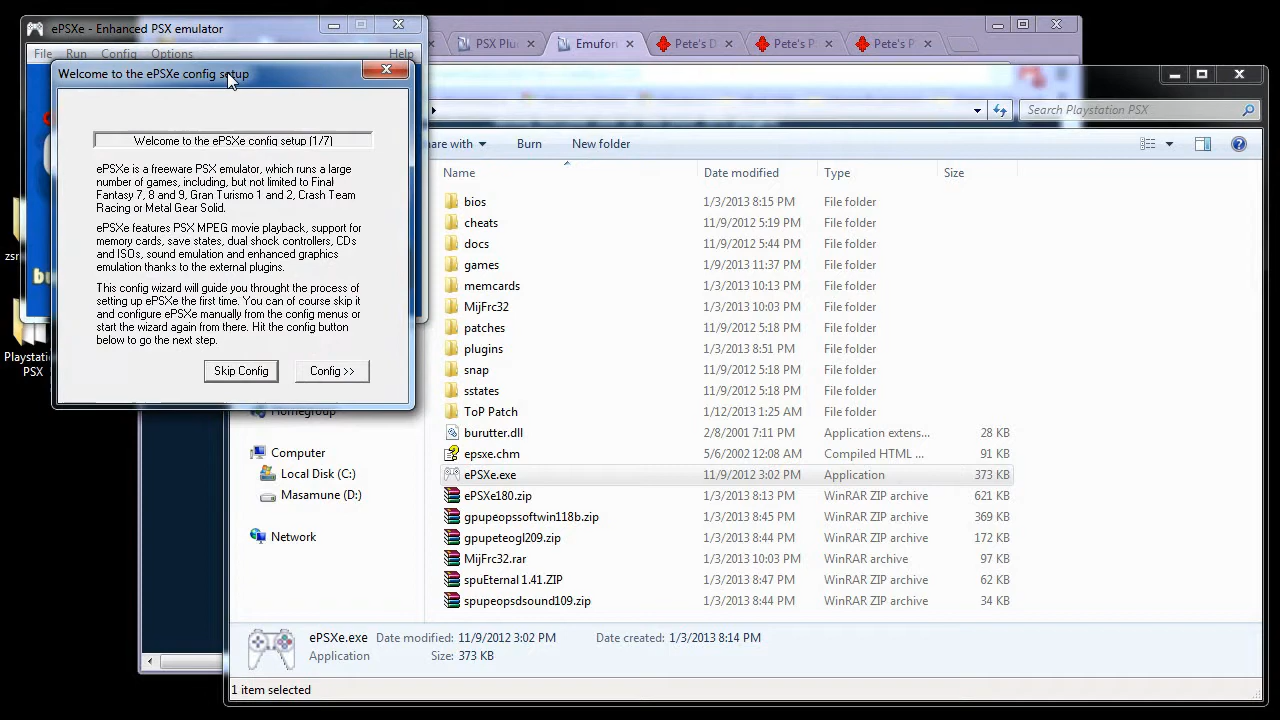 ePSXe - Enhanced PSX emulator
File Run Config Options Help
Welcome to the ePSXe config setup
Welcome to the ePSXe config setup (1/7)
ePSXe is a freeware PSX emulator, which runs a large
number of games, including, but not limited to Final
Fantasy 7, 8 and 9, Gran Turismo 1 and 2, Crash Team
Racing or Metal Gear Solid.
ePSXe features PSX MPEG movie playback, support for
memory cards, save states, dual shock controllers, CDs
and ISOs, sound emulation and enhanced graphics
emulation thanks to the external plugins.
This config wizard will guide you throught the process of
setting up ePSXe the first time. You can of course skip it
and configure ePSXe manually from the config menus or
start the wizard again from there. Hit the config button
below to go the next step.
Skip Config Config >>
zsr
bu
Playstation
PSX
PSX Plu Emufor Pete's D Pete's P Pete's P
Search Playstation PSX
are with Burn New folder
Name Date modified Type Size
bios 1/3/2013 8:15 PM File folder
cheats 11/9/2012 5:19 PM File folder
docs 11/9/2012 5:44 PM File folder
games 1/9/2013 11:37 PM File folder
memcards 1/3/2013 10:13 PM File folder
MijFrc32 1/3/2013 10:03 PM File folder
patches 11/9/2012 5:18 PM File folder
plugins 1/3/2013 8:51 PM File folder
snap 11/9/2012 5:18 PM File folder
sstates 11/9/2012 5:18 PM File folder
ToP Patch 1/12/2013 1:25 AM File folder
burutter.dll 2/8/2001 7:11 PM Application extens... 28 KB
epsxe.chm 5/6/2002 12:08 AM Compiled HTML ... 91 KB
ePSXe.exe 11/9/2012 3:02 PM Application 373 KB
ePSXe180.zip 1/3/2013 8:13 PM WinRAR ZIP archive 621 KB
gpupeopssoftwin118b.zip 1/3/2013 8:45 PM WinRAR ZIP archive 369 KB
gpupeteogl209.zip 1/3/2013 8:44 PM WinRAR ZIP archive 172 KB
MijFrc32.rar 1/3/2013 10:03 PM WinRAR archive 97 KB
spuEternal 1.41.ZIP 1/3/2013 8:47 PM WinRAR ZIP archive 62 KB
spupeopsdsound109.zip 1/3/2013 8:44 PM WinRAR ZIP archive 34 KB
Homegroup
Computer
Local Disk (C:)
Masamune (D:)
Network
ePSXe.exe Date modified: 11/9/2012 3:02 PM Date created: 1/3/2013 8:14 PM
Application Size: 373 KB
1 item selected